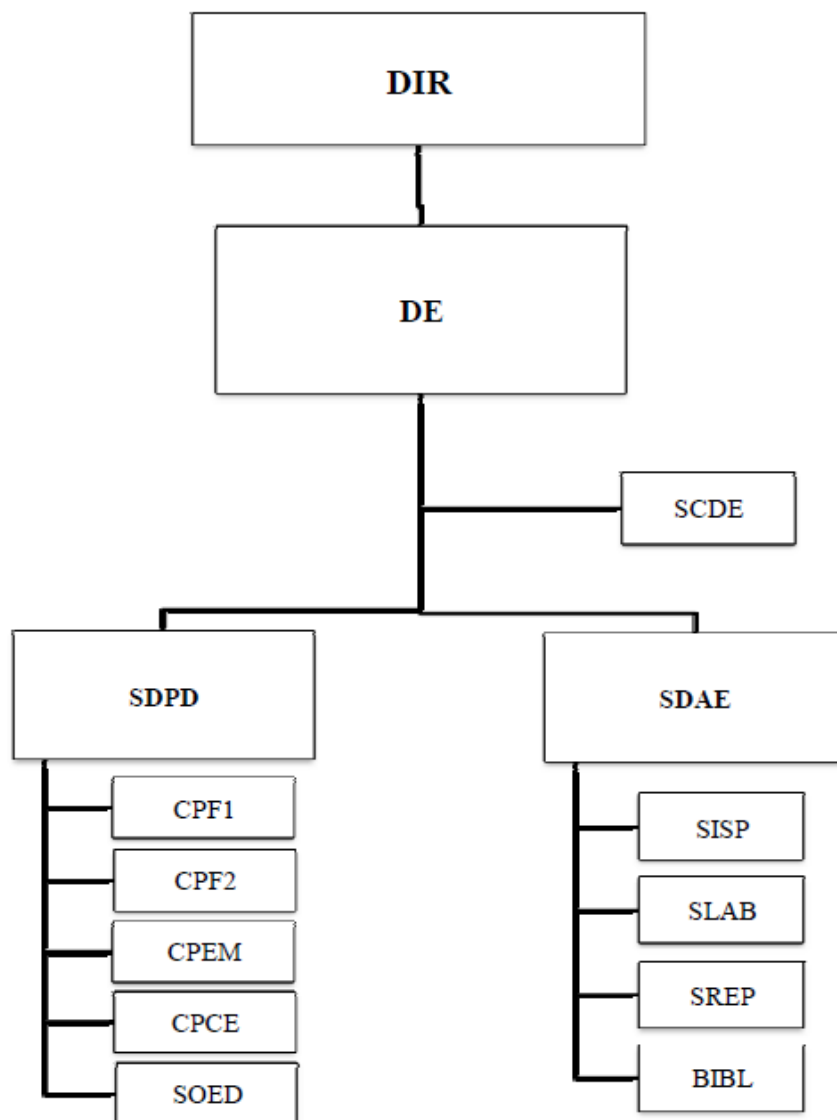 DIR
DE
SCDE
SDPD
SDAE
CPF1
CPF2
CPEM
CPCE
SOED
SISP
SLAB
SREP
BIBL